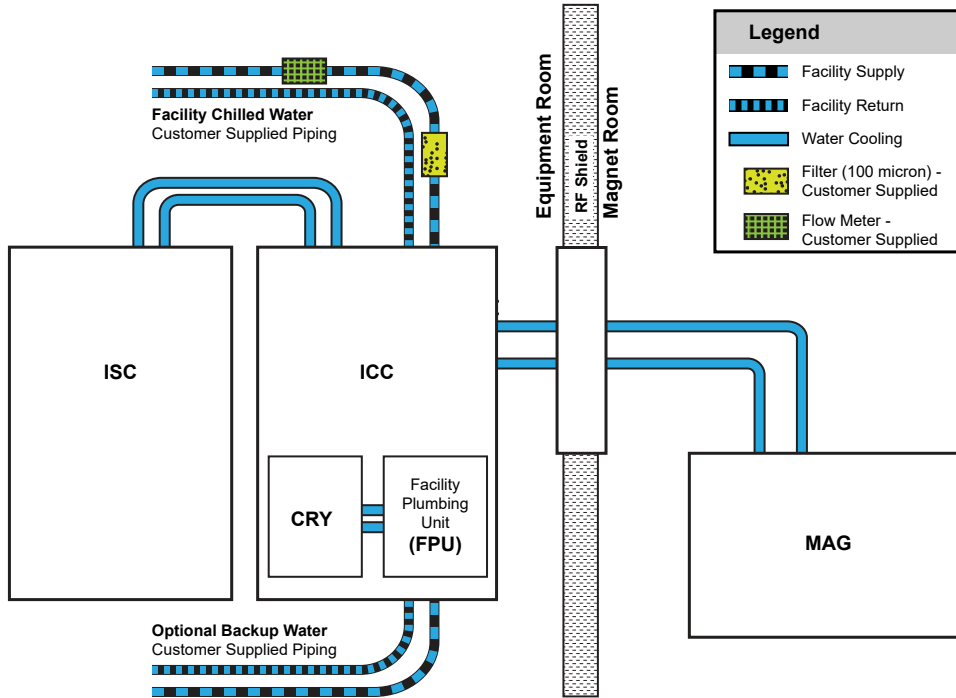 Facility Chilled Water
Customer Supplied Piping
Equipment Room
RF Shield
Magnet Room
Legend
Facility Supply
Facility Return
Water Cooling
Filter (100 micron) -
Customer Supplied
Flow Meter -
Customer Supplied
ISC
ICC
CRY
Facility
Plumbing
Unit
(FPU)
MAG
Optional Backup Water
Customer Supplied Piping